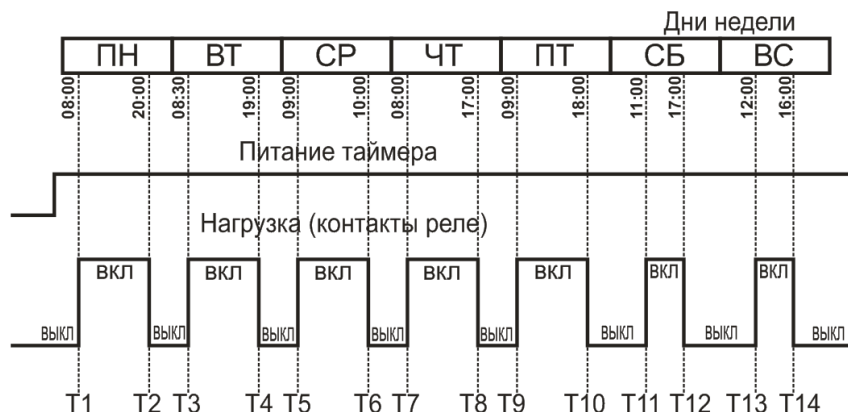 Дни недели
ПН ВТ СР ЧТ ПТ СБ ВС
08:00 20:00 08:30 19:00 09:00 10:00 08:00 17:00 09:00 18:00 11:00 17:00 12:00 16:00
Питание таймера
Нагрузка (контакты реле)
ВКЛ ВКЛ ВКЛ ВКЛ ВКЛ ВКЛ ВКЛ
ВЫКЛ ВЫКЛ ВЫКЛ ВЫКЛ ВЫКЛ ВЫКЛ ВЫКЛ ВЫКЛ
T1 T2 T3 T4 T5 T6 T7 T8 T9 T10 T11 T12 T13 T14